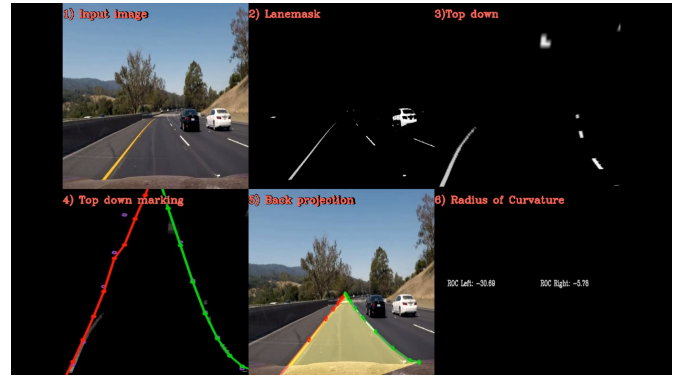 1) Input image
2) Lanemask
3)Top down
4) Top down marking
5) Back projection
6) Radius of Curvature
ROC Left: -30.69
ROC Right: -5.78